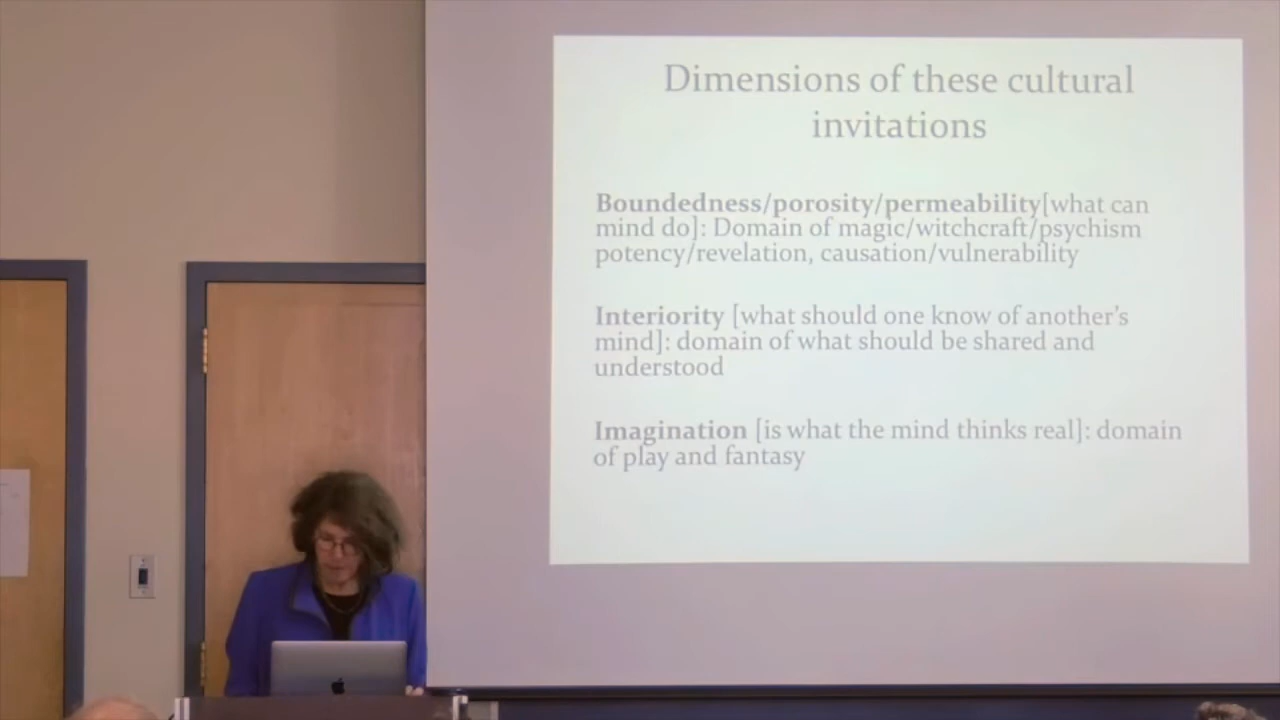 Dimensions of these cultural
invitations
Boundedness/porosity/permeability[what can
mind do]: Domain of magic/witchcraft/psychism
potency/revelation, causation/vulnerability
Interiority [what should one know of another's
mind]: domain of what should be shared and
understood
Imagination [is what the mind thinks real]: domain
of play and fantasy